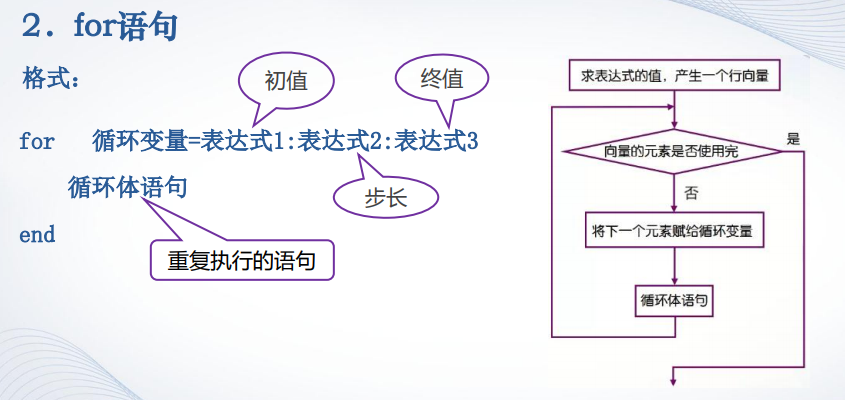 2. for语句
格式：
初值
终值
for 循环变量=表达式1:表达式2:表达式3
循环体语句
步长
end
重复执行的语句
求表达式的值，产生一个行向量
向量的元素是否使用完
是
否
将下一个元素赋给循环变量
循环体语句